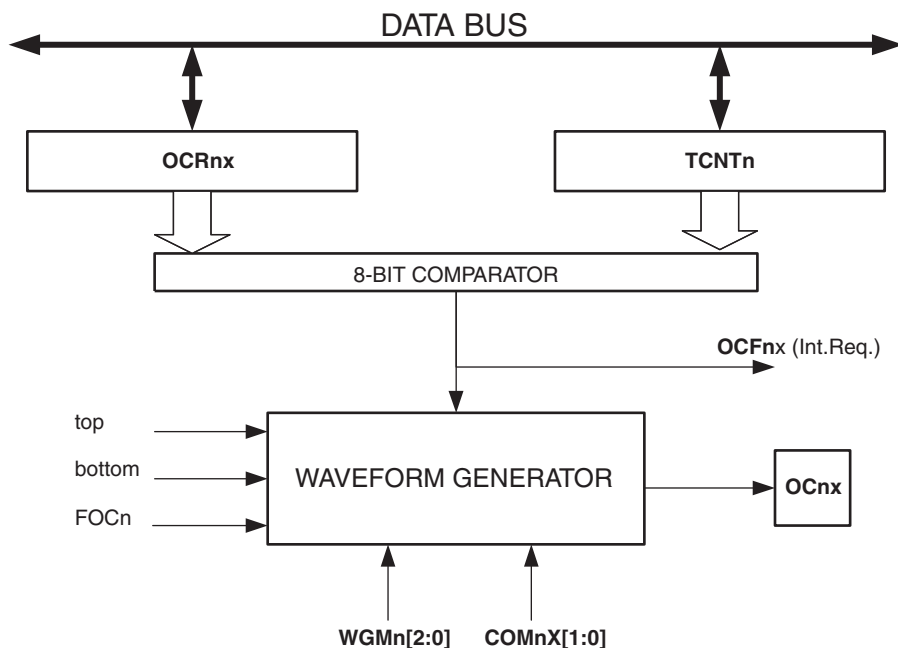 DATA BUS
OCRnx
TCNTn
8-BIT COMPARATOR
OCFnx (Int.Req.)
top
bottom
FOCn
WAVEFORM GENERATOR
OCnx
WGMn[2:0]
COMnX[1:0]